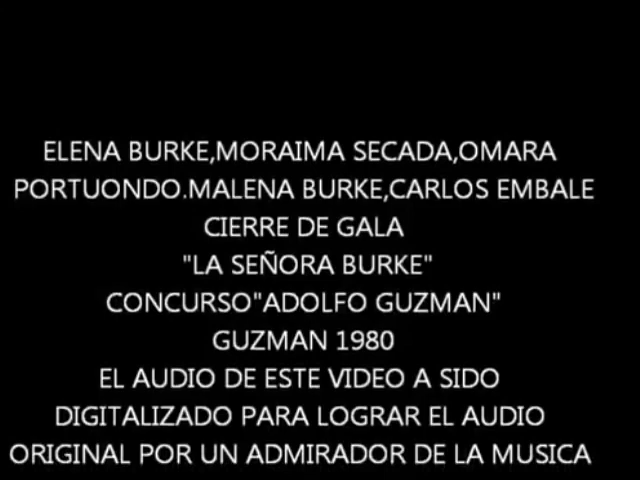 ELENA BURKE,MORAIMA SECADA,OMARA
PORTUONDO.MALENA BURKE,CARLOS EMBALE
CIERRE DE GALA
"LA SEÑORA BURKE"
CONCURSO"ADOLFO GUZMAN"
GUZMAN 1980
EL AUDIO DE ESTE VIDEO A SIDO
DIGITALIZADO PARA LOGRAR EL AUDIO
ORIGINAL POR UN ADMIRADOR DE LA MUSICA